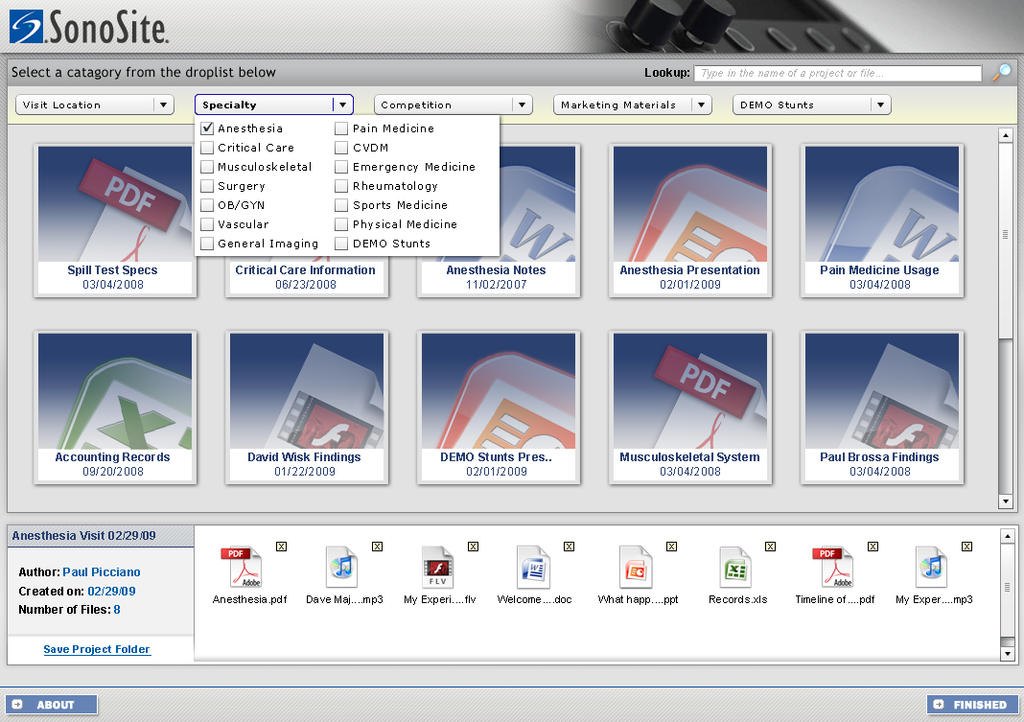 SonoSite.
Select a catagory from the droplist below
Lookup: Type in the name of a project or file...
Visit Location
Specialty
Competition
Marketing Materials
DEMO Stunts
Anesthesia
Pain Medicine
Critical Care
CVDM
Musculoskeletal
Emergency Medicine
Surgery
Rheumatology
OB/GYN
Sports Medicine
Vascular
Physical Medicine
General Imaging
DEMO Stunts
PDF
Spill Test Specs
03/04/2008
Critical Care Information
06/23/2008
W
Anesthesia Notes
11/02/2007
Anesthesia Presentation
02/01/2009
W
Pain Medicine Usage
03/04/2008
Accounting Records
09/20/2008
David Wisk Findings
01/22/2009
DEMO Stunts Pres..
02/01/2009
PDF
Musculoskeletal System
03/04/2008
Paul Brossa Findings
03/04/2008
Anesthesia Visit 02/29/09
Author: Paul Picciano
Created on: 02/29/09
Number of Files: 8
Save Project Folder
PDF
Adobe
Anesthesia.pdf
Dave Maj....mp3
FLV
My Experi....flv
W
Welcome....doc
What happ....ppt
Records.xls
PDF
Adobe
Timeline of....pdf
My Exper....mp3
ABOUT
FINISHED